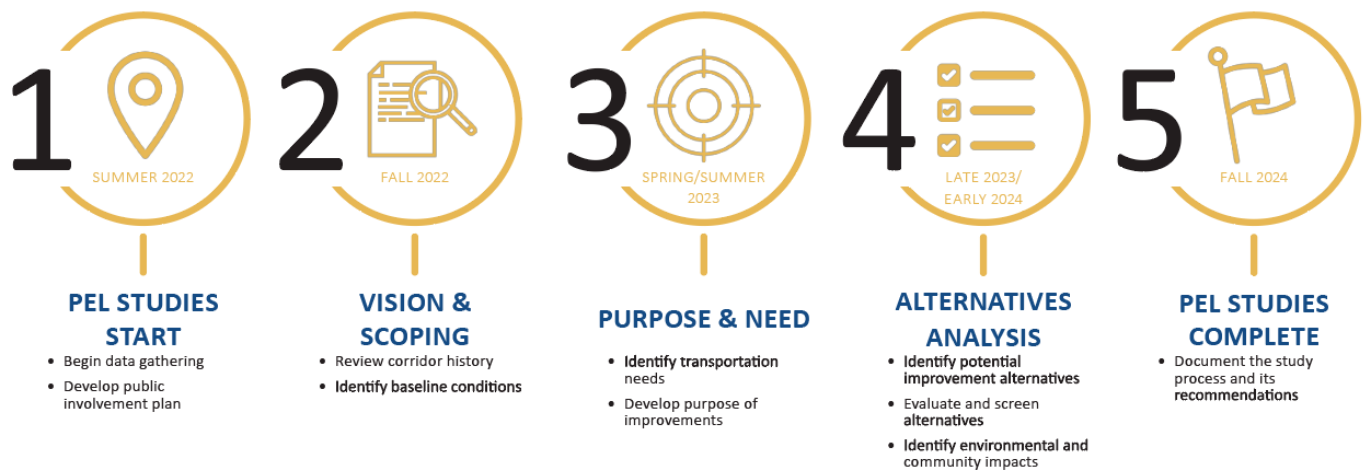 1
SUMMER 2022
PEL STUDIES
START
• Begin data gathering
• Develop public
involvement plan
2
FALL 2022
VISION &
SCOPING
• Review corridor history
• Identify baseline conditions
3
SPRING/SUMMER
2023
PURPOSE & NEED
• Identify transportation
needs
• Develop purpose of
improvements
4
LATE 2023/
EARLY 2024
ALTERNATIVES
ANALYSIS
• Identify potential
improvement alternatives
• Evaluate and screen
alternatives
• Identify environmental and
community impacts
5
FALL 2024
PEL STUDIES
COMPLETE
• Document the study
process and its
recommendations